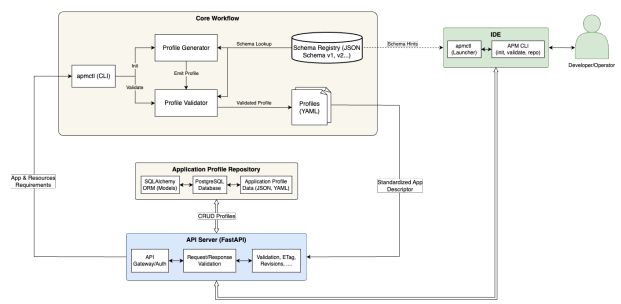 Core Workflow
Profile Generator
Schema Lookup
Schema Registry (JSON
Schema v1, v2...)
Schema Hints
apmctl (CLI)
Init
Validate
Emit Profile
Profile Validator
Validated Profile
Profiles
(YAML)
IDE
apmctl
(Launcher)
APM CLI
(init, validate, repo)
Developer/Operator
App & Resources
Requirements
Standardized App
Descriptor
Application Profile Repository
SQLAlchemy
ORM (Models)
PostgreSQL
Database
Application Profile
Data (JSON, YAML)
CRUD Profiles
API Server (FastAPI)
API
Gateway/Auth
Request/Response
Validation
Validation, ETag,
Revisions, ....